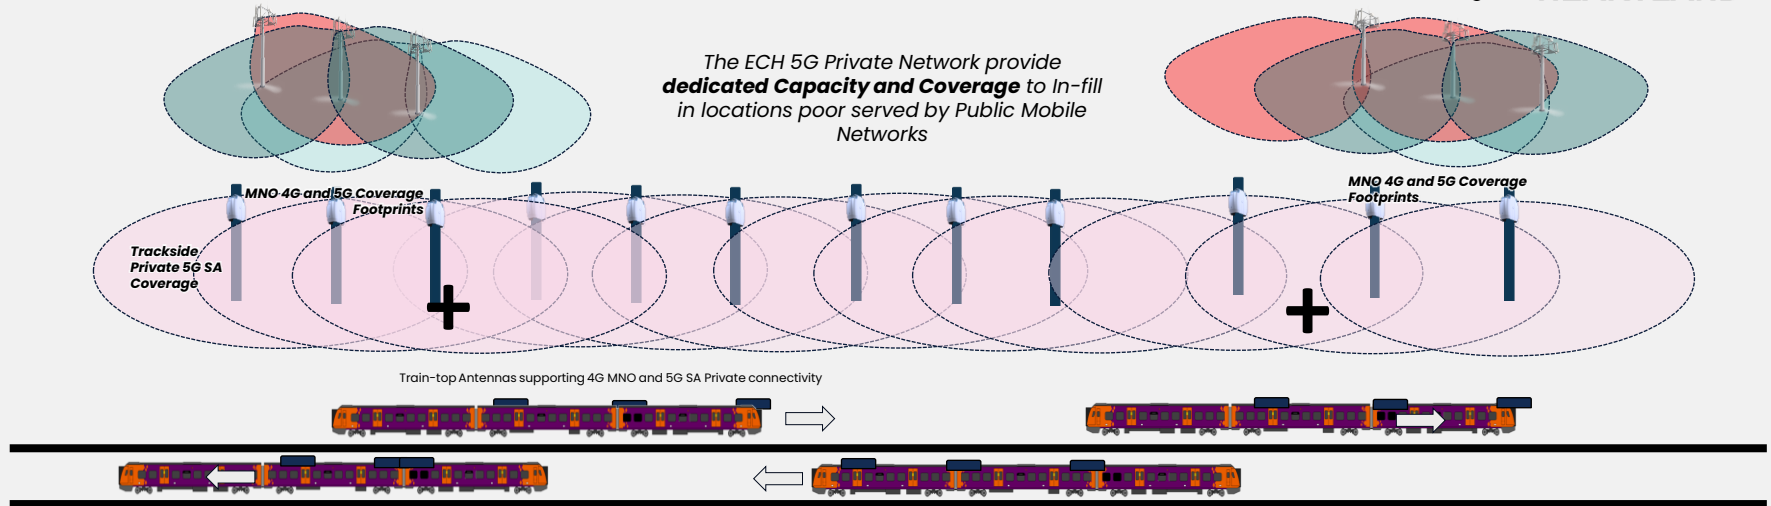 The ECH 5G Private Network provide
dedicated Capacity and Coverage to In-fill
in locations poor served by Public Mobile
Networks
MNO 4G and 5G Coverage
Footprints
MNO 4G and 5G Coverage
Footprints
Trackside
Private 5G SA
Coverage
Train-top Antennas supporting 4G MNO and 5G SA Private connectivity